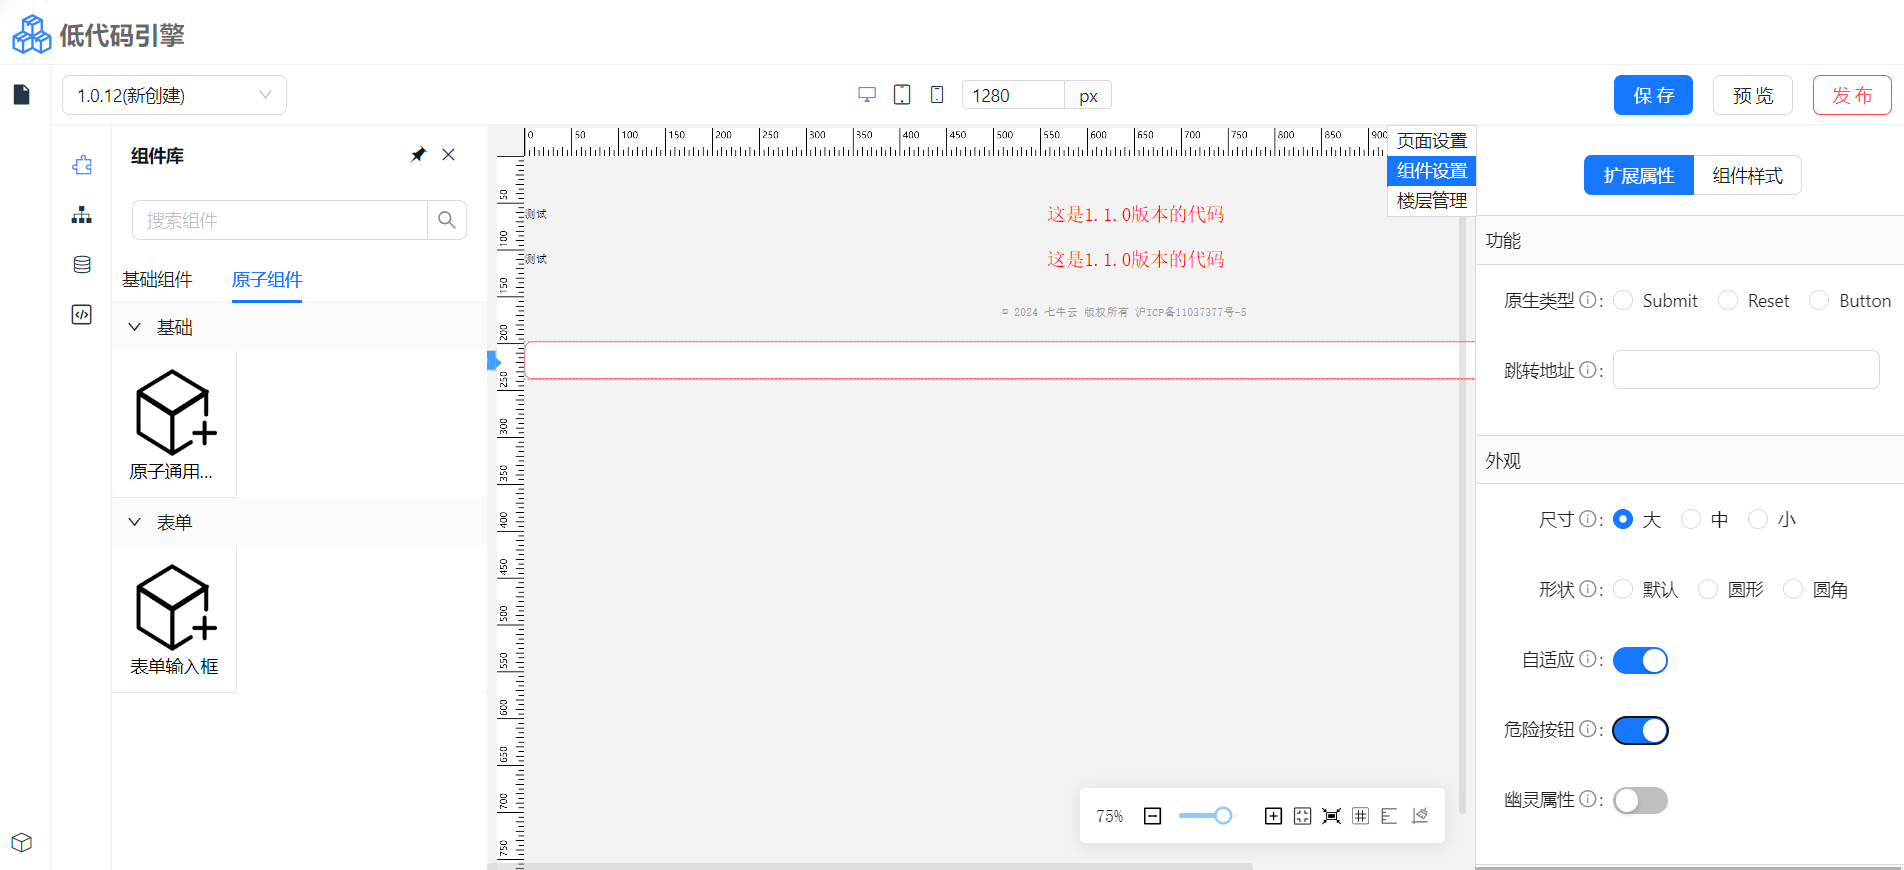 低代码引擎
1.0.12(新创建)
1280 px
保存 预览 发布
组件库
搜索组件
基础组件 原子组件
基础
原子通用...
表单
表单输入框
0 50 100 150 200 250 300 350 400 450 500 550 600 650 700 750 800 850 900
50 100 150 200 250 300 350 400 450 500 550 600 650 700 750
测试 这是1.1.0版本的代码
测试 这是1.1.0版本的代码
© 2024 七牛云 版权所有 沪ICP备11037377号-5
75%
页面设置
组件设置
楼层管理
扩展属性 组件样式
功能
原生类型 : Submit Reset Button
跳转地址 :
外观
尺寸 : 大 中 小
形状 : 默认 圆形 圆角
自适应 :
危险按钮 :
幽灵属性 :